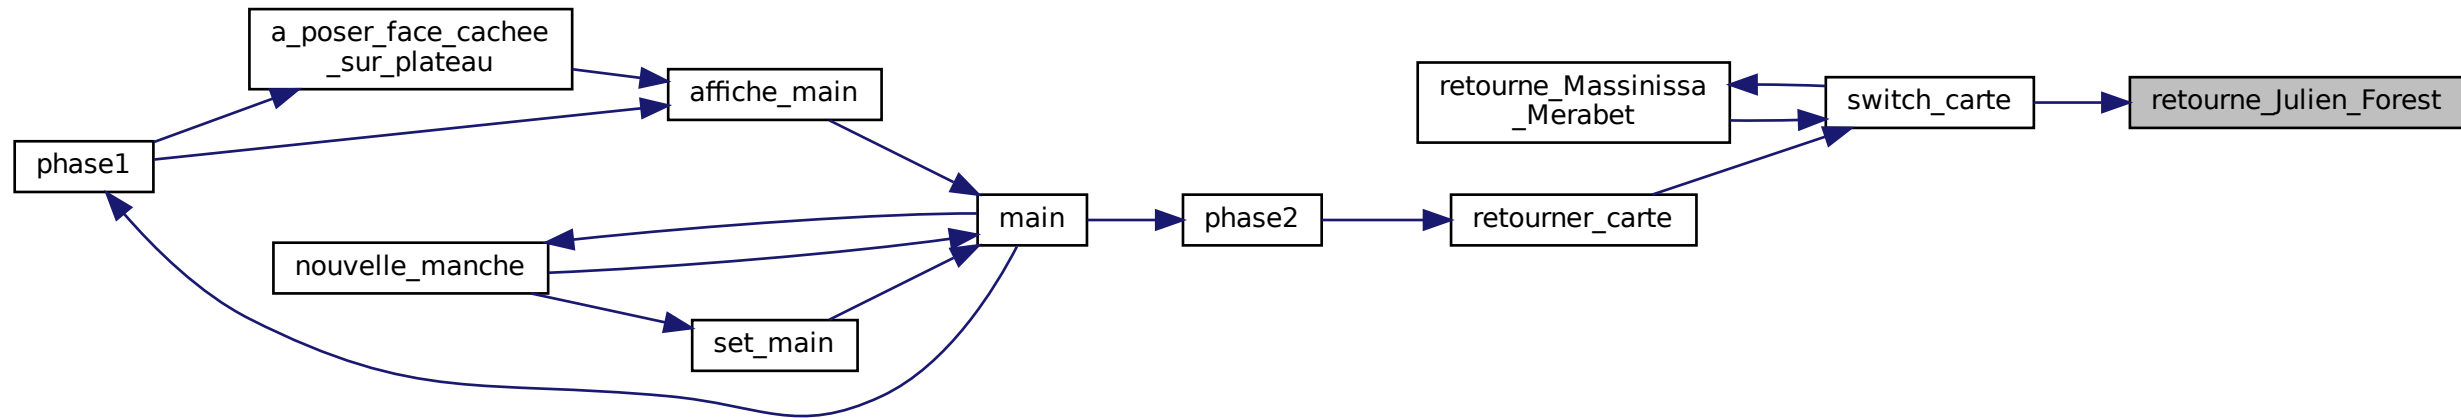 a_poser_face_cachee
_sur_plateau
affiche_main
phase1
nouvelle_manche
set_main
main
phase2
retourne_Massinissa
_Merabet
retourner_carte
switch_carte
retourne_Julien_Forest